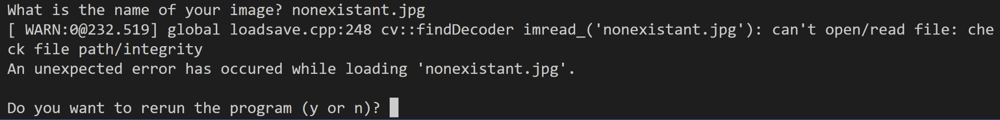 What is the name of your image? nonexistant.jpg
[ WARN:0@232.519] global loadsave.cpp:248 cv::findDecoder imread_('nonexistant.jpg'): can't open/read file: che
ck file path/integrity
An unexpected error has occured while loading 'nonexistant.jpg'.
Do you want to rerun the program (y or n)?